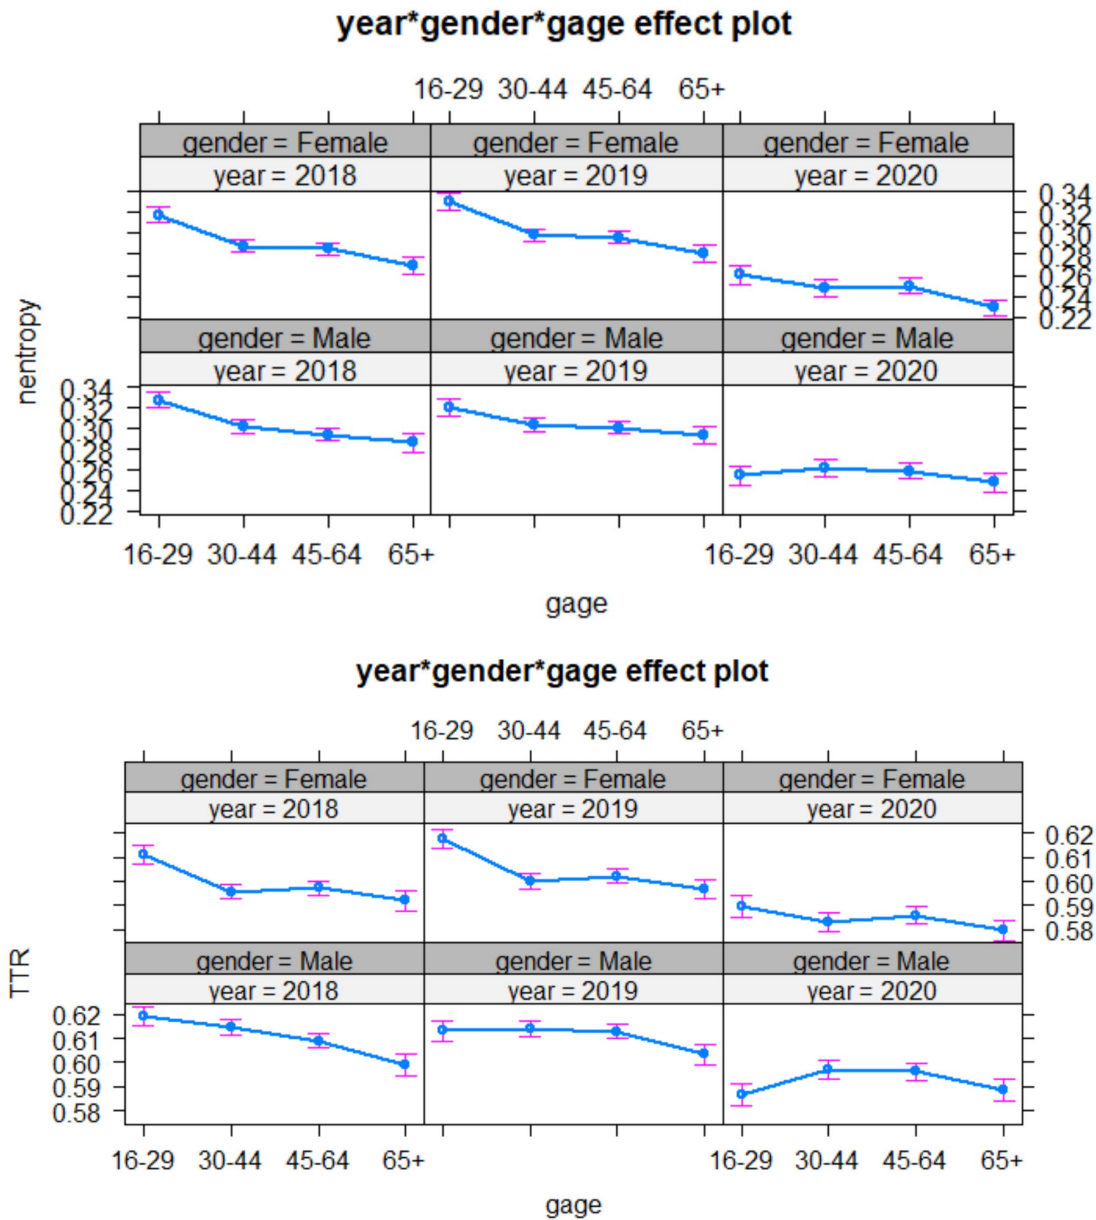 year*gender*gage effect plot
16-29 30-44 45-64 65+
gender = Female gender = Female gender = Female
year = 2018 year = 2019 year = 2020
0.34
0.32
0.30
0.28
0.26
0.24
0.22
nentropy
gender = Male gender = Male gender = Male
year = 2018 year = 2019 year = 2020
0.34
0.32
0.30
0.28
0.26
0.24
0.22
16-29 30-44 45-64 65+ 16-29 30-44 45-64 65+
gage
year*gender*gage effect plot
16-29 30-44 45-64 65+
gender = Female gender = Female gender = Female
year = 2018 year = 2019 year = 2020
0.62
0.61
0.60
0.59
0.58
TTR
gender = Male gender = Male gender = Male
year = 2018 year = 2019 year = 2020
0.62
0.61
0.60
0.59
0.58
16-29 30-44 45-64 65+ 16-29 30-44 45-64 65+
gage